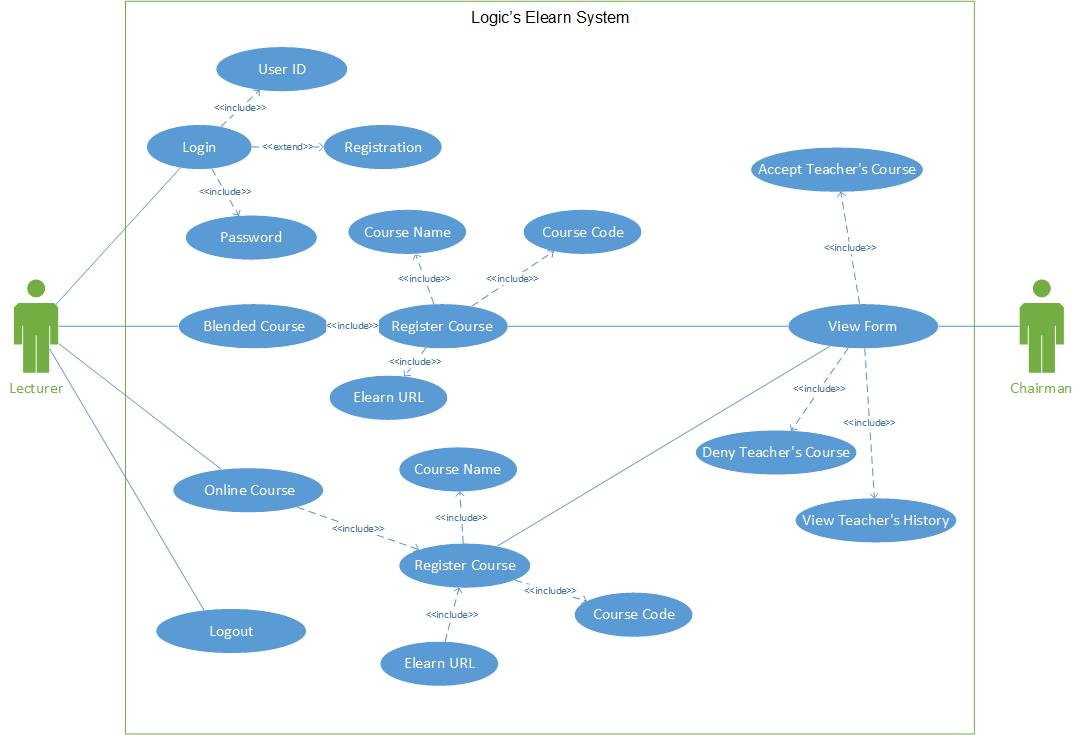 Logic's Elearn System
User ID
<<include>>
Login
<<extend>>
Registration
<<include>>
Password
Accept Teacher's Course
<<include>>
Course Name
Course Code
<<include>>
<<include>>
Lecturer
Blended Course
<<include>>
Register Course
View Form
Chairman
<<include>>
Elearn URL
<<include>>
<<include>>
Deny Teacher's Course
View Teacher's History
Online Course
<<include>>
Course Name
<<include>>
Register Course
<<include>>
Course Code
<<include>>
Elearn URL
Logout